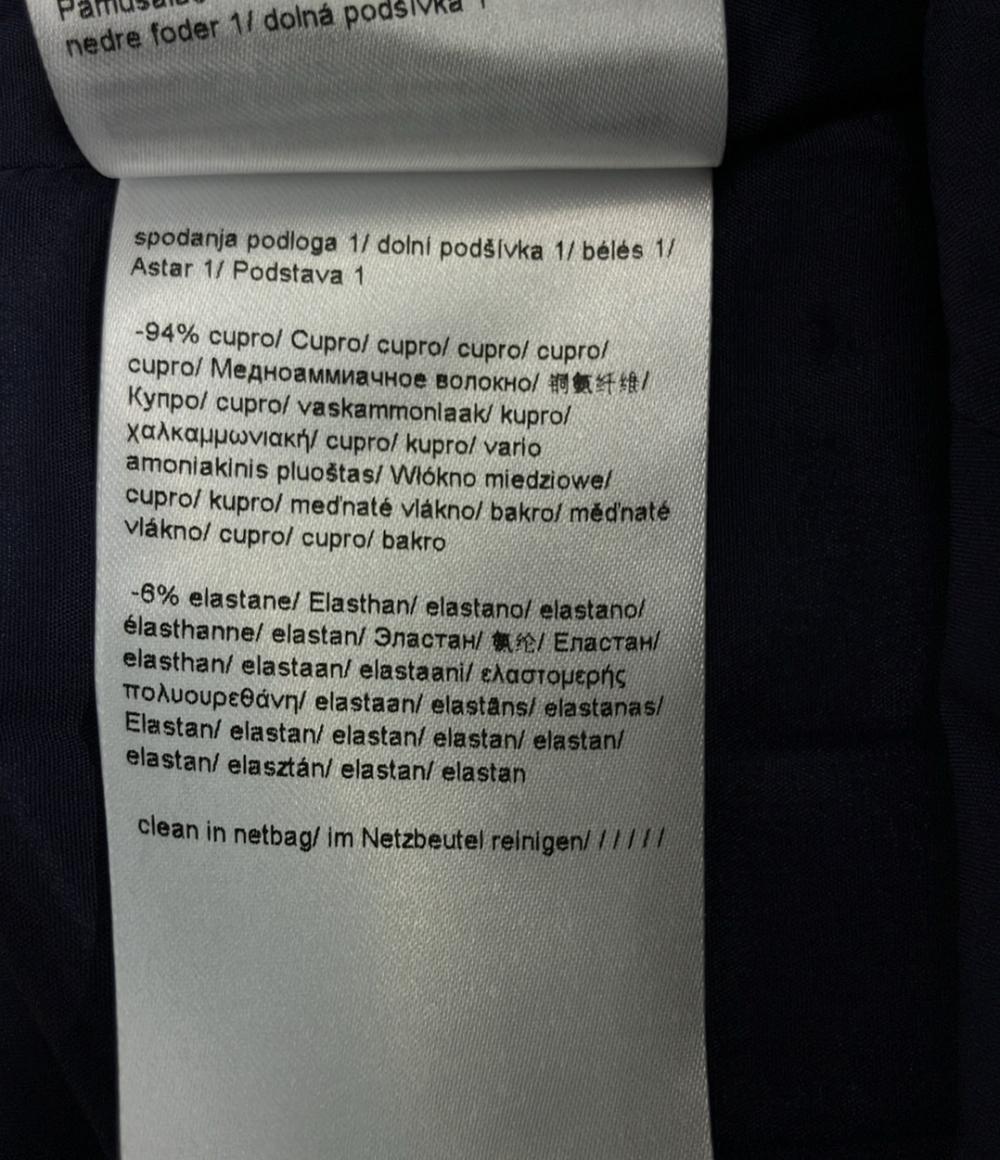 nedre foder 1/ dolná podšívka 1
spodanja podloga 1/ dolní podšívka 1/ bélés 1/
Astar 1/ Podstava 1
-94% cupro/ Cupro/ cupro/ cupro/ cupro/
cupro/ Медноаммиачное волокно/ 铜氨纤维/
Купро/ cupro/ vaskammoniaak/ kupro/
χαλκαμμωνιακή/ cupro/ kupro/ vario
amoniakinis pluoštas/ Włókno miedziowe/
cupro/ kupro/ meďnaté vlákno/ bakro/ měďnaté
vlákno/ cupro/ cupro/ bakro
-6% elastane/ Elasthan/ elastano/ elastano/
élasthanne/ elastan/ Эластан/ 氨纶/ Еластан/
elasthan/ elastaan/ elastaani/ ελαστομερής
πολυουρεθάνη/ elastaan/ elastāns/ elastanas/
Elastan/ elastan/ elastan/ elastan/ elastan/
elastan/ elasztán/ elastan/ elastan
clean in netbag/ im Netzbeutel reinigen/ / / / / /